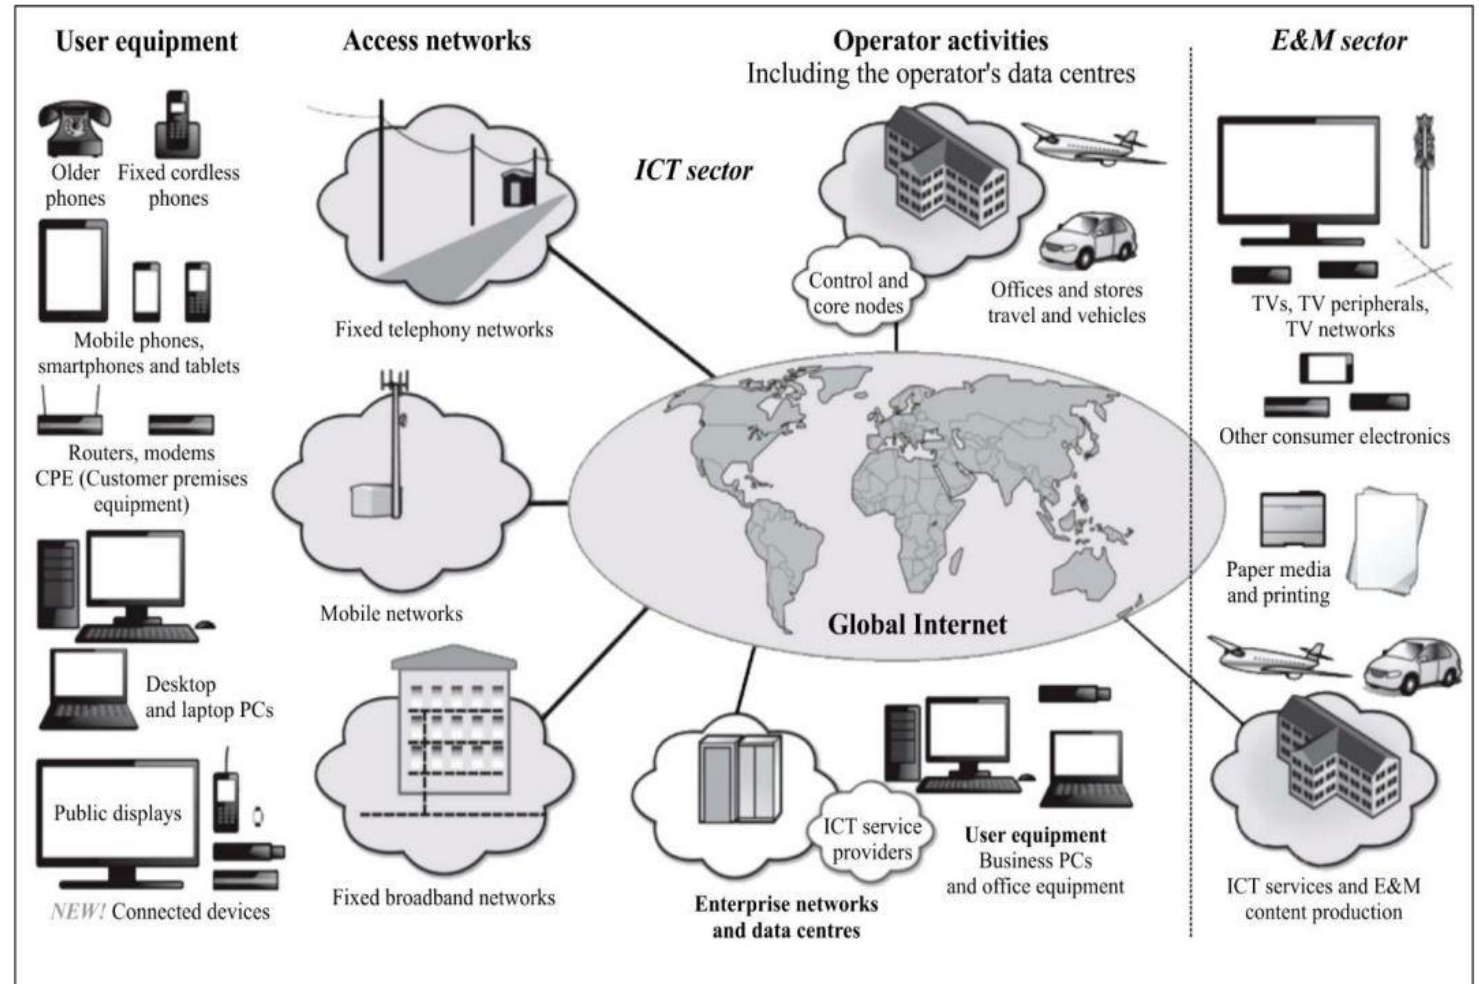 User equipment
Older
phones
Fixed cordless
phones
Mobile phones,
smartphones and tablets
Routers, modems
CPE (Customer premises
equipment)
Desktop
and laptop PCs
Public displays
NEW! Connected devices
Access networks
Fixed telephony networks
Mobile networks
Fixed broadband networks
ICT sector
Operator activities
Including the operator's data centres
Control and
core nodes
Offices and stores
travel and vehicles
Global Internet
ICT service
providers
Enterprise networks
and data centres
User equipment
Business PCs
and office equipment
E&M sector
TVs, TV peripherals,
TV networks
Other consumer electronics
Paper media
and printing
ICT services and E&M
content production